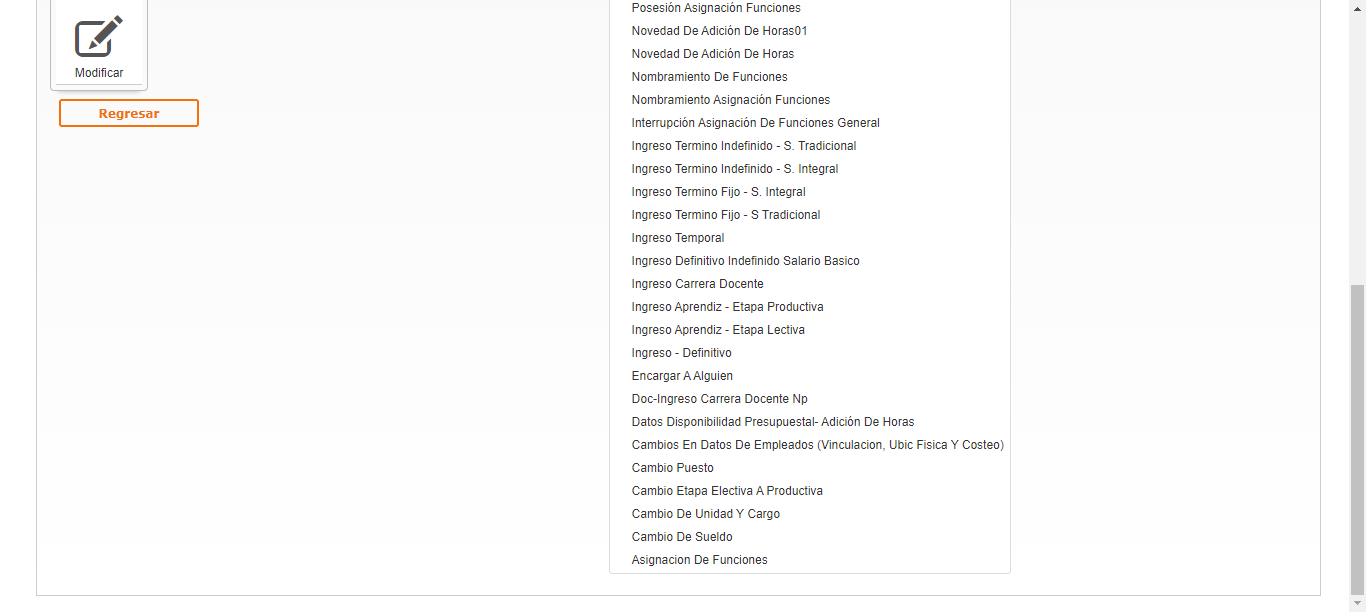 Modificar
Regresar
Posesión Asignación Funciones
Novedad De Adición De Horas01
Novedad De Adición De Horas
Nombramiento De Funciones
Nombramiento Asignación Funciones
Interrupción Asignación De Funciones General
Ingreso Termino Indefinido - S. Tradicional
Ingreso Termino Indefinido - S. Integral
Ingreso Termino Fijo - S. Integral
Ingreso Termino Fijo - S Tradicional
Ingreso Temporal
Ingreso Definitivo Indefinido Salario Basico
Ingreso Carrera Docente
Ingreso Aprendiz - Etapa Productiva
Ingreso Aprendiz - Etapa Lectiva
Ingreso - Definitivo
Encargar A Alguien
Doc-Ingreso Carrera Docente Np
Datos Disponibilidad Presupuestal- Adición De Horas
Cambios En Datos De Empleados (Vinculacion, Ubic Fisica Y Costeo)
Cambio Puesto
Cambio Etapa Electiva A Productiva
Cambio De Unidad Y Cargo
Cambio De Sueldo
Asignacion De Funciones